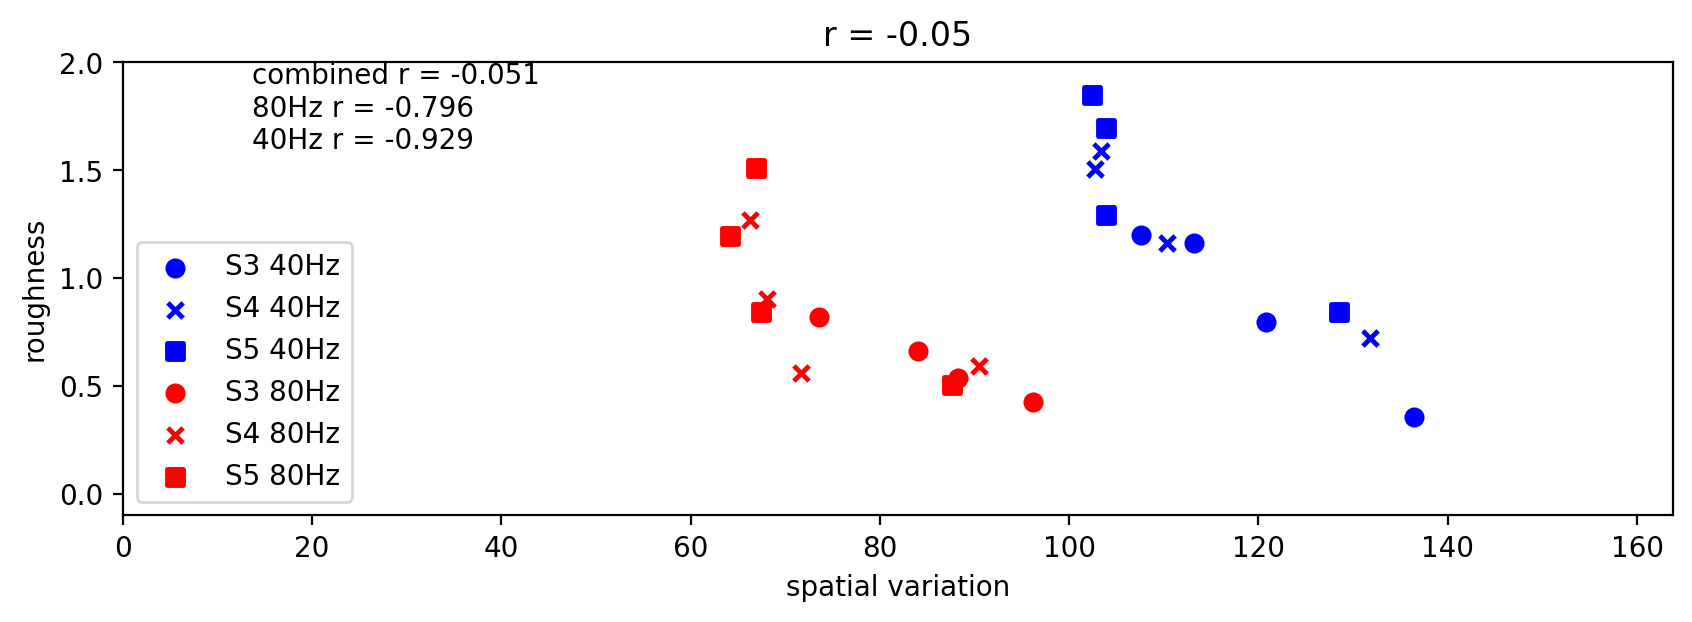 r = -0.05
combined r = -0.051
80Hz r = -0.796
40Hz r = -0.929
2.0
1.5
1.0
0.5
0.0
roughness
S3 40Hz
S4 40Hz
S5 40Hz
S3 80Hz
S4 80Hz
S5 80Hz
0 20 40 60 80 100 120 140 160
spatial variation